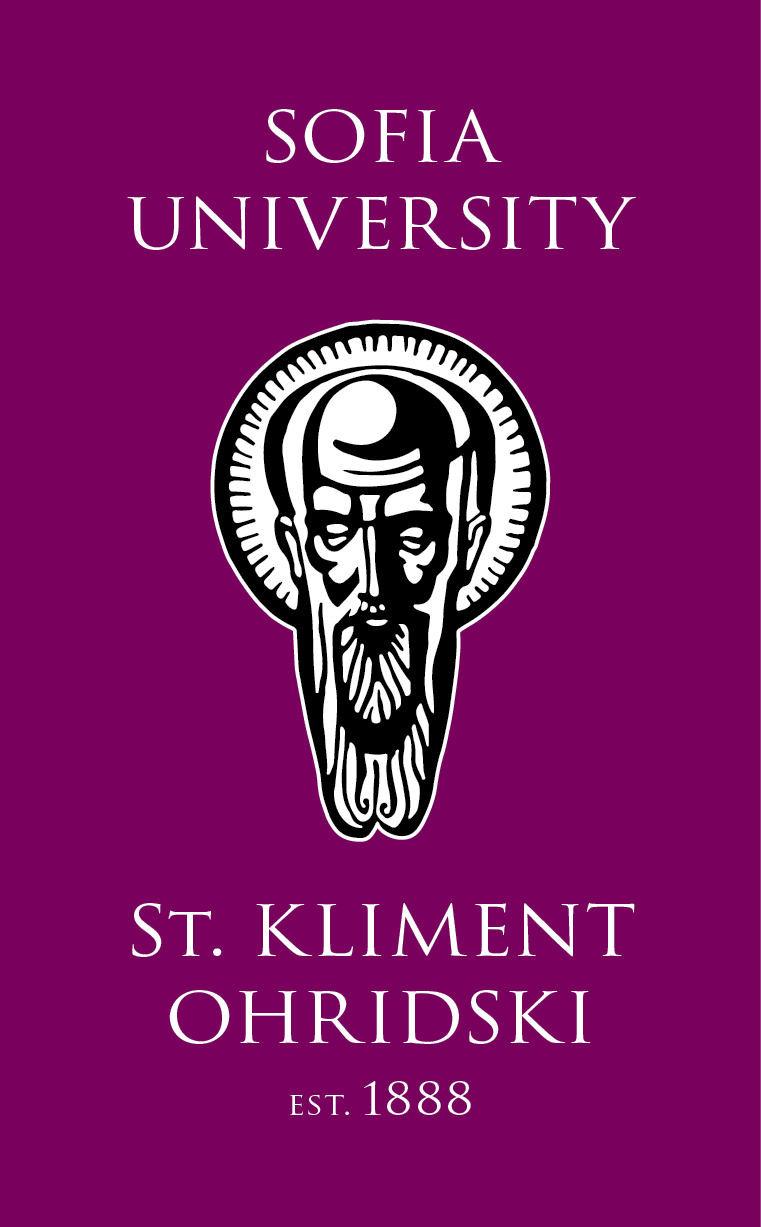 SOFIA
UNIVERSITY
ST. KLIMENT
OHRIDSKI
EST. 1888